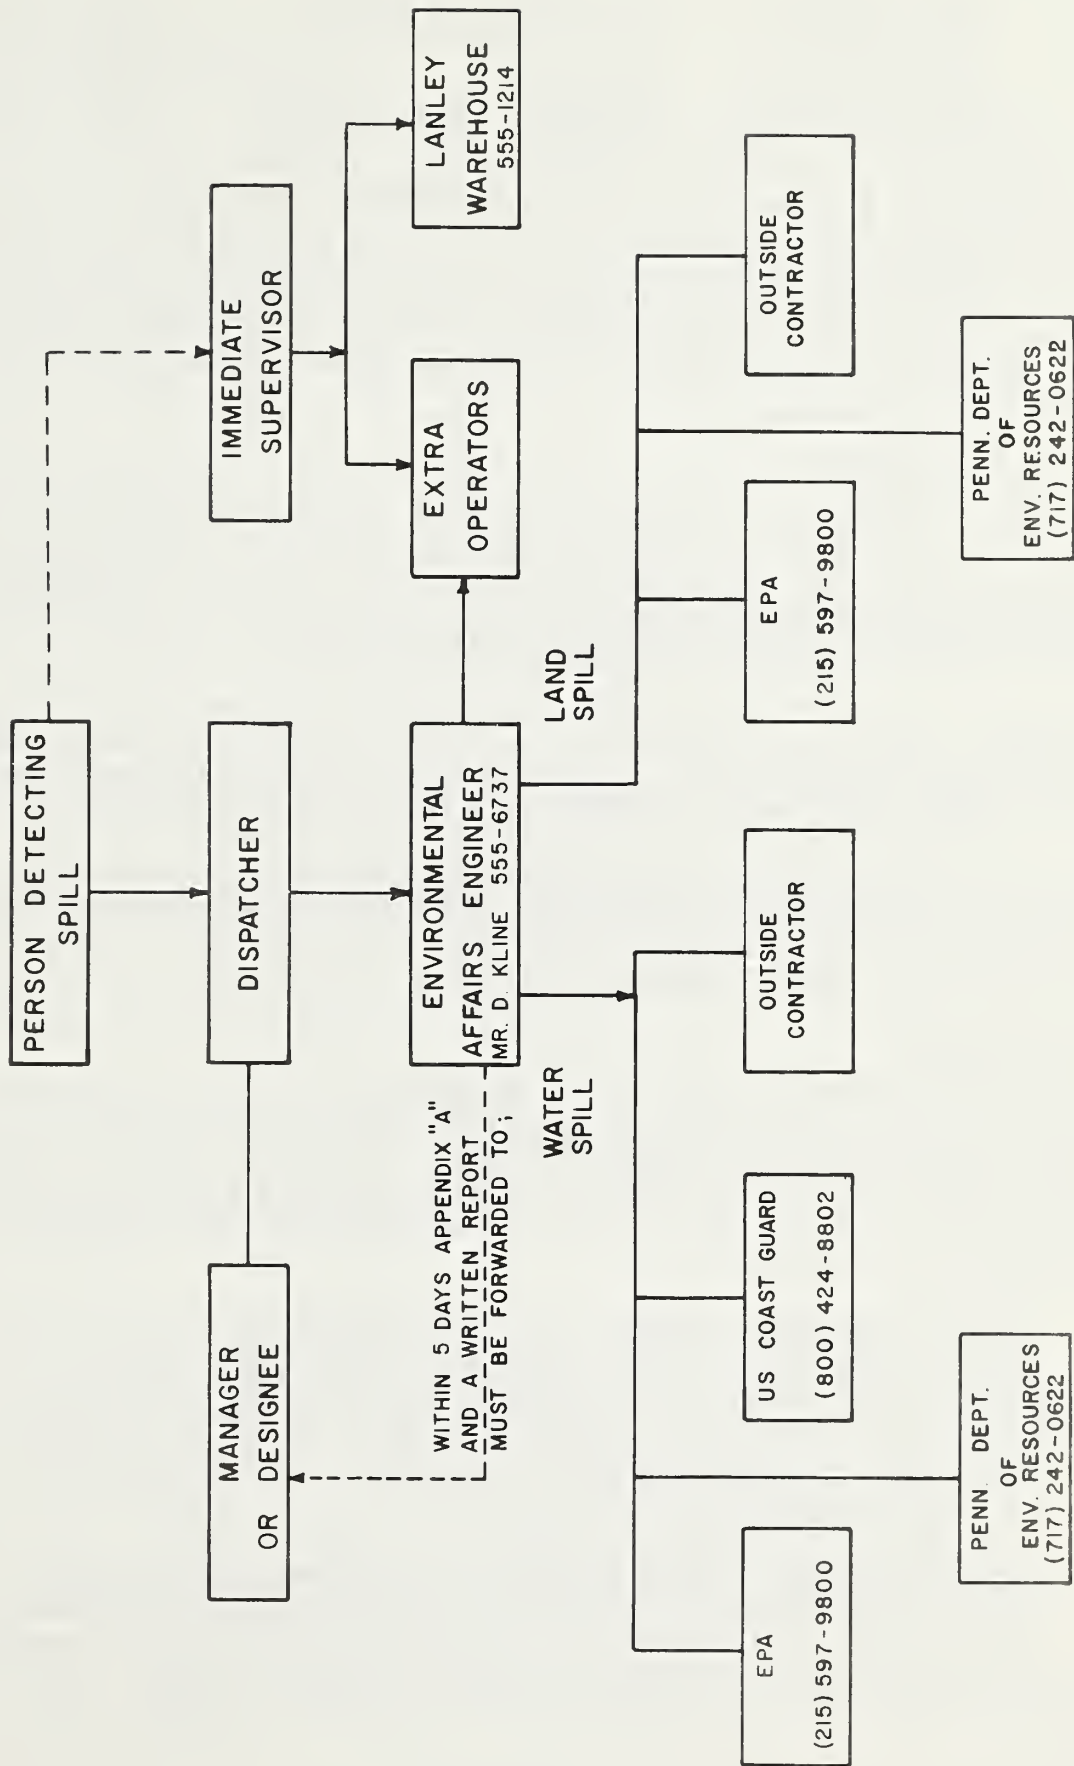 PERSON DETECTING
SPILL
MANAGER
OR DESIGNEE
DISPATCHER
IMMEDIATE
SUPERVISOR
WITHIN 5 DAYS APPENDIX "A"
AND A WRITTEN REPORT
MUST BE FORWARDED TO;
ENVIRONMENTAL
AFFAIRS ENGINEER
MR. D. KLINE 555-6737
EXTRA
OPERATORS
LANLEY
WAREHOUSE
555-1214
WATER
SPILL
LAND
SPILL
EPA
(215) 597-9800
US COAST GUARD
(800) 424-8802
OUTSIDE
CONTRACTOR
EPA
(215) 597-9800
OUTSIDE
CONTRACTOR
PENN. DEPT.
OF
ENV. RESOURCES
(717) 242-0622
PENN. DEPT.
OF
ENV. RESOURCES
(717) 242-0622